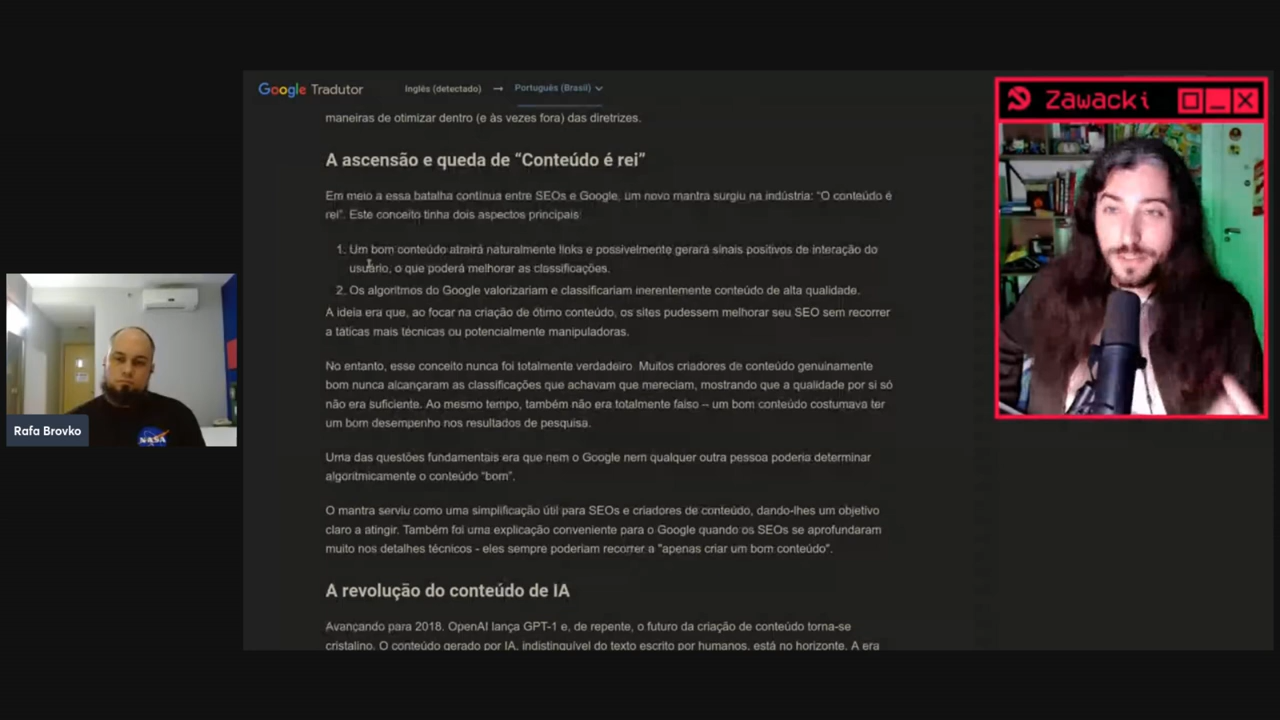 Google Tradutor
Inglês (detectado) → Português (Brasil)
Zawacki
maneiras de otimizar dentro (e às vezes fora) das diretrizes.
A ascensão e queda de “Conteúdo é rei”
Em meio a essa batalha contínua entre SEOs e Google, um novo mantra surgiu na indústria: “O conteúdo é
rei”. Este conceito tinha dois aspectos principais:
1. Um bom conteúdo atrairá naturalmente links e possivelmente gerará sinais positivos de interação do
usuário, o que poderá melhorar as classificações.
2. Os algoritmos do Google valorizariam e classificariam inerentemente conteúdo de alta qualidade.
A ideia era que, ao focar na criação de ótimo conteúdo, os sites pudessem melhorar seu SEO sem recorrer
a táticas mais técnicas ou potencialmente manipuladoras.
No entanto, esse conceito nunca foi totalmente verdadeiro. Muitos criadores de conteúdo genuinamente
bom nunca alcançaram as classificações que achavam que mereciam, mostrando que a qualidade por si só
não era suficiente. Ao mesmo tempo, também não era totalmente falso – um bom conteúdo costumava ter
um bom desempenho nos resultados de pesquisa.
Uma das questões fundamentais era que nem o Google nem qualquer outra pessoa poderia determinar
algoritmicamente o conteúdo “bom”.
O mantra serviu como uma simplificação útil para SEOs e criadores de conteúdo, dando-lhes um objetivo
claro a atingir. Também foi uma explicação conveniente para o Google quando os SEOs se aprofundaram
muito nos detalhes técnicos - eles sempre poderiam recorrer a "apenas criar um bom conteúdo".
A revolução do conteúdo de IA
Avançando para 2018. OpenAI lança GPT-1 e, de repente, o futuro da criação de conteúdo torna-se
cristalino. O conteúdo gerado por IA, indistinguível do texto escrito por humanos, está no horizonte. A era
Rafa Brovko
NASA